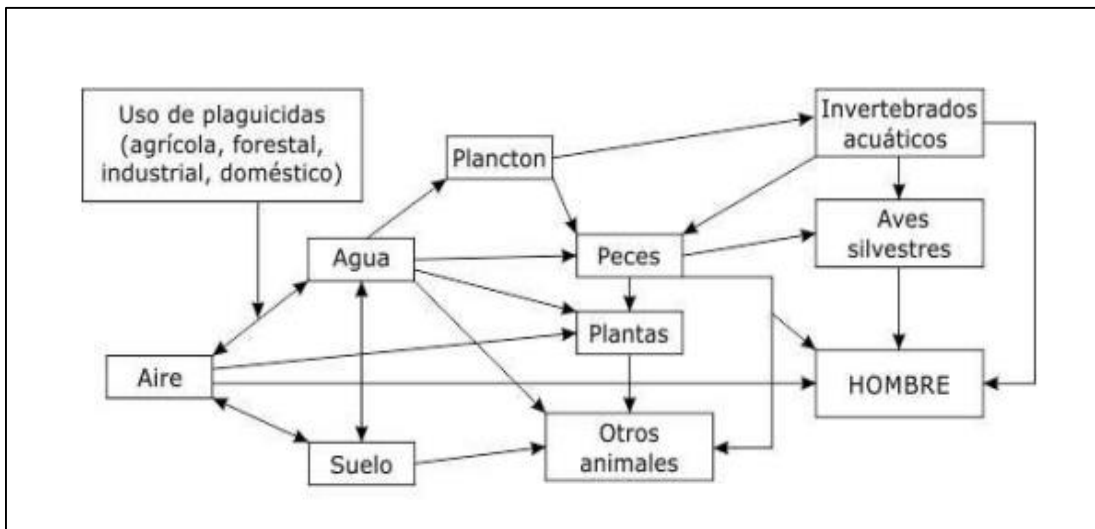 Uso de plaguicidas
(agrícola, forestal,
industrial, doméstico)
Plancton
Invertebrados
acuáticos
Agua
Peces
Aves
silvestres
Plantas
Aire
HOMBRE
Otros
animales
Suelo